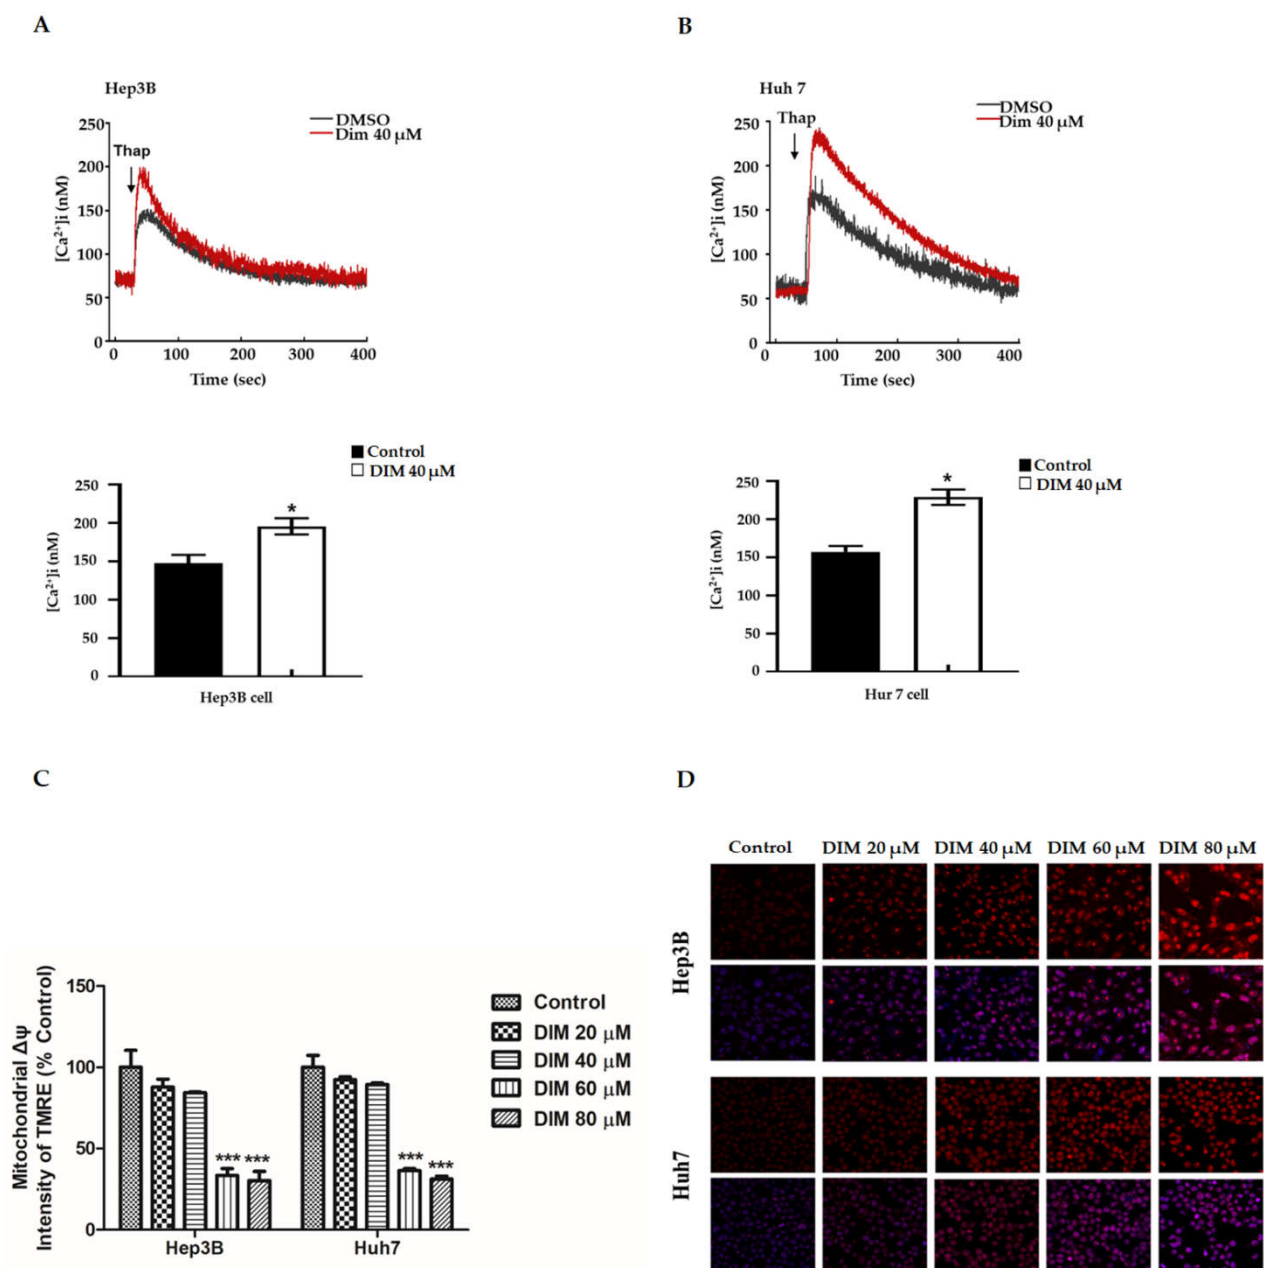 A
Hep3B
DMSO
Dim 40 μM
Thap
250
200
150
100
50
0
[Ca²⁺]i (nM)
0 100 200 300 400
Time (sec)
Control
DIM 40 μM
250
200
150
100
50
0
[Ca²⁺]i (nM)
*
Hep3B cell
B
Huh 7
DMSO
Dim 40 μM
Thap
250
200
150
100
50
0
[Ca²⁺]i (nM)
0 100 200 300 400
Time (sec)
Control
DIM 40 μM
250
200
150
100
50
0
[Ca²⁺]i (nM)
*
Hur 7 cell
C
Mitochondrial Δψ
Intensity of TMRE (% Control)
150
100
50
0
*** ***
*** ***
Hep3B Huh7
Control
DIM 20 μM
DIM 40 μM
DIM 60 μM
DIM 80 μM
D
Control DIM 20 μM DIM 40 μM DIM 60 μM DIM 80 μM
Hep3B
Huh7